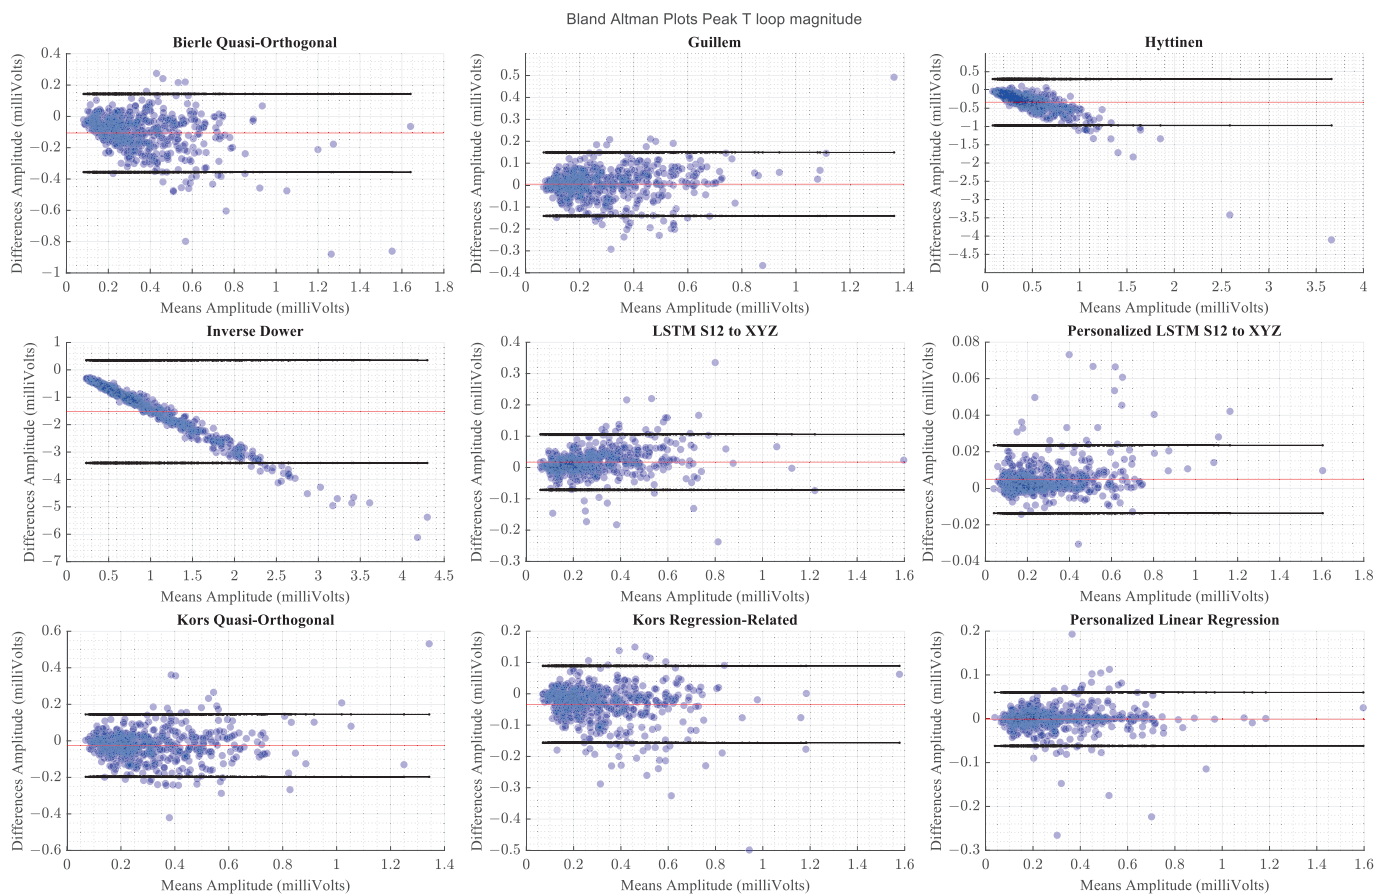 Bland Altman Plots Peak T loop magnitude
Bierle Quasi-Orthogonal
Differences Amplitude (milliVolts)
0.4
0.2
0
−0.2
−0.4
−0.6
−0.8
−1
0 0.2 0.4 0.6 0.8 1 1.2 1.4 1.6 1.8
Means Amplitude (milliVolts)
Guillem
Differences Amplitude (milliVolts)
0.5
0.4
0.3
0.2
0.1
0
−0.1
−0.2
−0.3
−0.4
0 0.2 0.4 0.6 0.8 1 1.2 1.4
Means Amplitude (milliVolts)
Hyttinen
Differences Amplitude (milliVolts)
0.5
0
−0.5
−1
−1.5
−2
−2.5
−3
−3.5
−4
−4.5
0 0.5 1 1.5 2 2.5 3 3.5 4
Means Amplitude (milliVolts)
Inverse Dower
Differences Amplitude (milliVolts)
1
0
−1
−2
−3
−4
−5
−6
−7
0 0.5 1 1.5 2 2.5 3 3.5 4 4.5
Means Amplitude (milliVolts)
LSTM S12 to XYZ
Differences Amplitude (milliVolts)
0.4
0.3
0.2
0.1
0
−0.1
−0.2
−0.3
0 0.2 0.4 0.6 0.8 1 1.2 1.4 1.6
Means Amplitude (milliVolts)
Personalized LSTM S12 to XYZ
Differences Amplitude (milliVolts)
0.08
0.06
0.04
0.02
0
−0.02
−0.04
0 0.2 0.4 0.6 0.8 1 1.2 1.4 1.6 1.8
Means Amplitude (milliVolts)
Kors Quasi-Orthogonal
Differences Amplitude (milliVolts)
0.6
0.4
0.2
0
−0.2
−0.4
−0.6
0 0.2 0.4 0.6 0.8 1 1.2 1.4
Means Amplitude (milliVolts)
Kors Regression-Related
Differences Amplitude (milliVolts)
0.2
0.1
0
−0.1
−0.2
−0.3
−0.4
−0.5
0 0.2 0.4 0.6 0.8 1 1.2 1.4 1.6
Means Amplitude (milliVolts)
Personalized Linear Regression
Differences Amplitude (milliVolts)
0.2
0.1
0
−0.1
−0.2
−0.3
0 0.2 0.4 0.6 0.8 1 1.2 1.4 1.6
Means Amplitude (milliVolts)